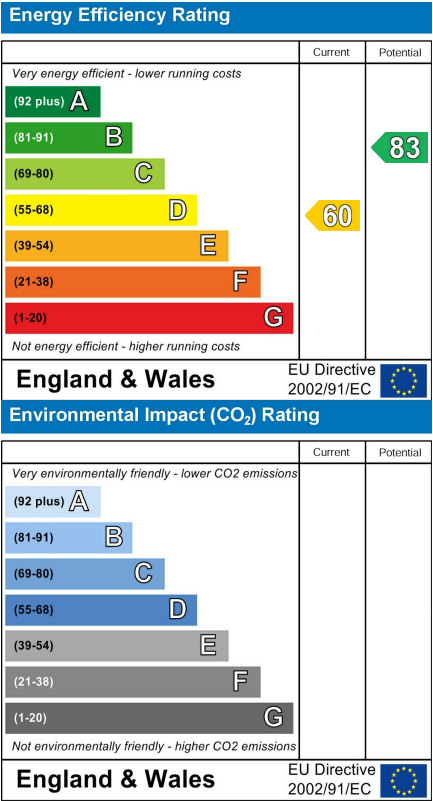 Energy Efficiency Rating
Current Potential
Very energy efficient - lower running costs
(92 plus) A
(81-91) B
83
(69-80) C
(55-68) D
60
(39-54) E
(21-38) F
(1-20) G
Not energy efficient - higher running costs
England & Wales
EU Directive
2002/91/EC
Environmental Impact (CO₂) Rating
Current Potential
Very environmentally friendly - lower CO2 emissions
(92 plus) A
(81-91) B
(69-80) C
(55-68) D
(39-54) E
(21-38) F
(1-20) G
Not environmentally friendly - higher CO2 emissions
England & Wales
EU Directive
2002/91/EC